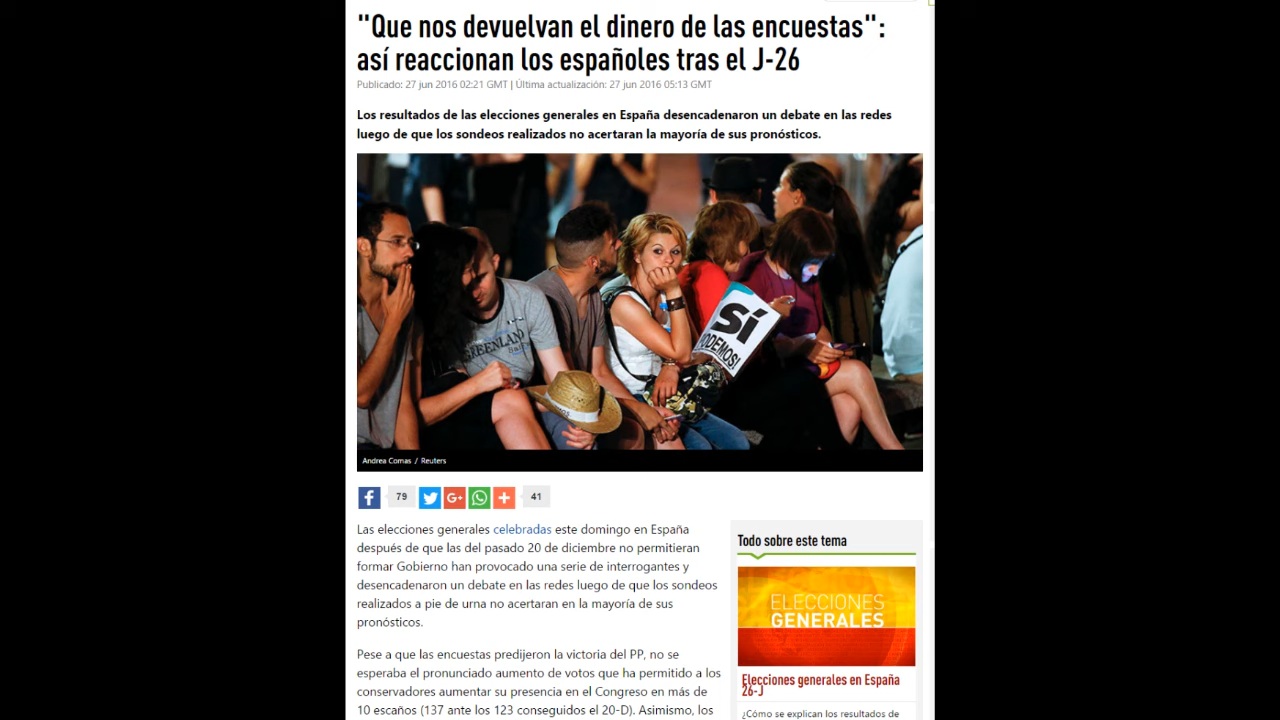 "Que nos devuelvan el dinero de las encuestas":
así reaccionan los españoles tras el J-26
Publicado: 27 jun 2016 02:21 GMT | Última actualización: 27 jun 2016 05:13 GMT
Los resultados de las elecciones generales en España desencadenaron un debate en las redes
luego de que los sondeos realizados no acertaran la mayoría de sus pronósticos.
GREENLAND
SÍ
ODEMOS!
Andrea Comas / Reuters
79
41
Las elecciones generales celebradas este domingo en España
después de que las del pasado 20 de diciembre no permitieran
formar Gobierno han provocado una serie de interrogantes y
desencadenaron un debate en las redes luego de que los sondeos
realizados a pie de urna no acertaran en la mayoría de sus
pronósticos.
Pese a que las encuestas predijeron la victoria del PP, no se
esperaba el pronunciado aumento de votos que ha permitido a los
conservadores aumentar su presencia en el Congreso en más de
10 escaños (137 ante los 123 conseguidos el 20-D). Asimismo, los
Todo sobre este tema
ELECCIONES
GENERALES
Elecciones generales en España
26-J
¿Cómo se explican los resultados de